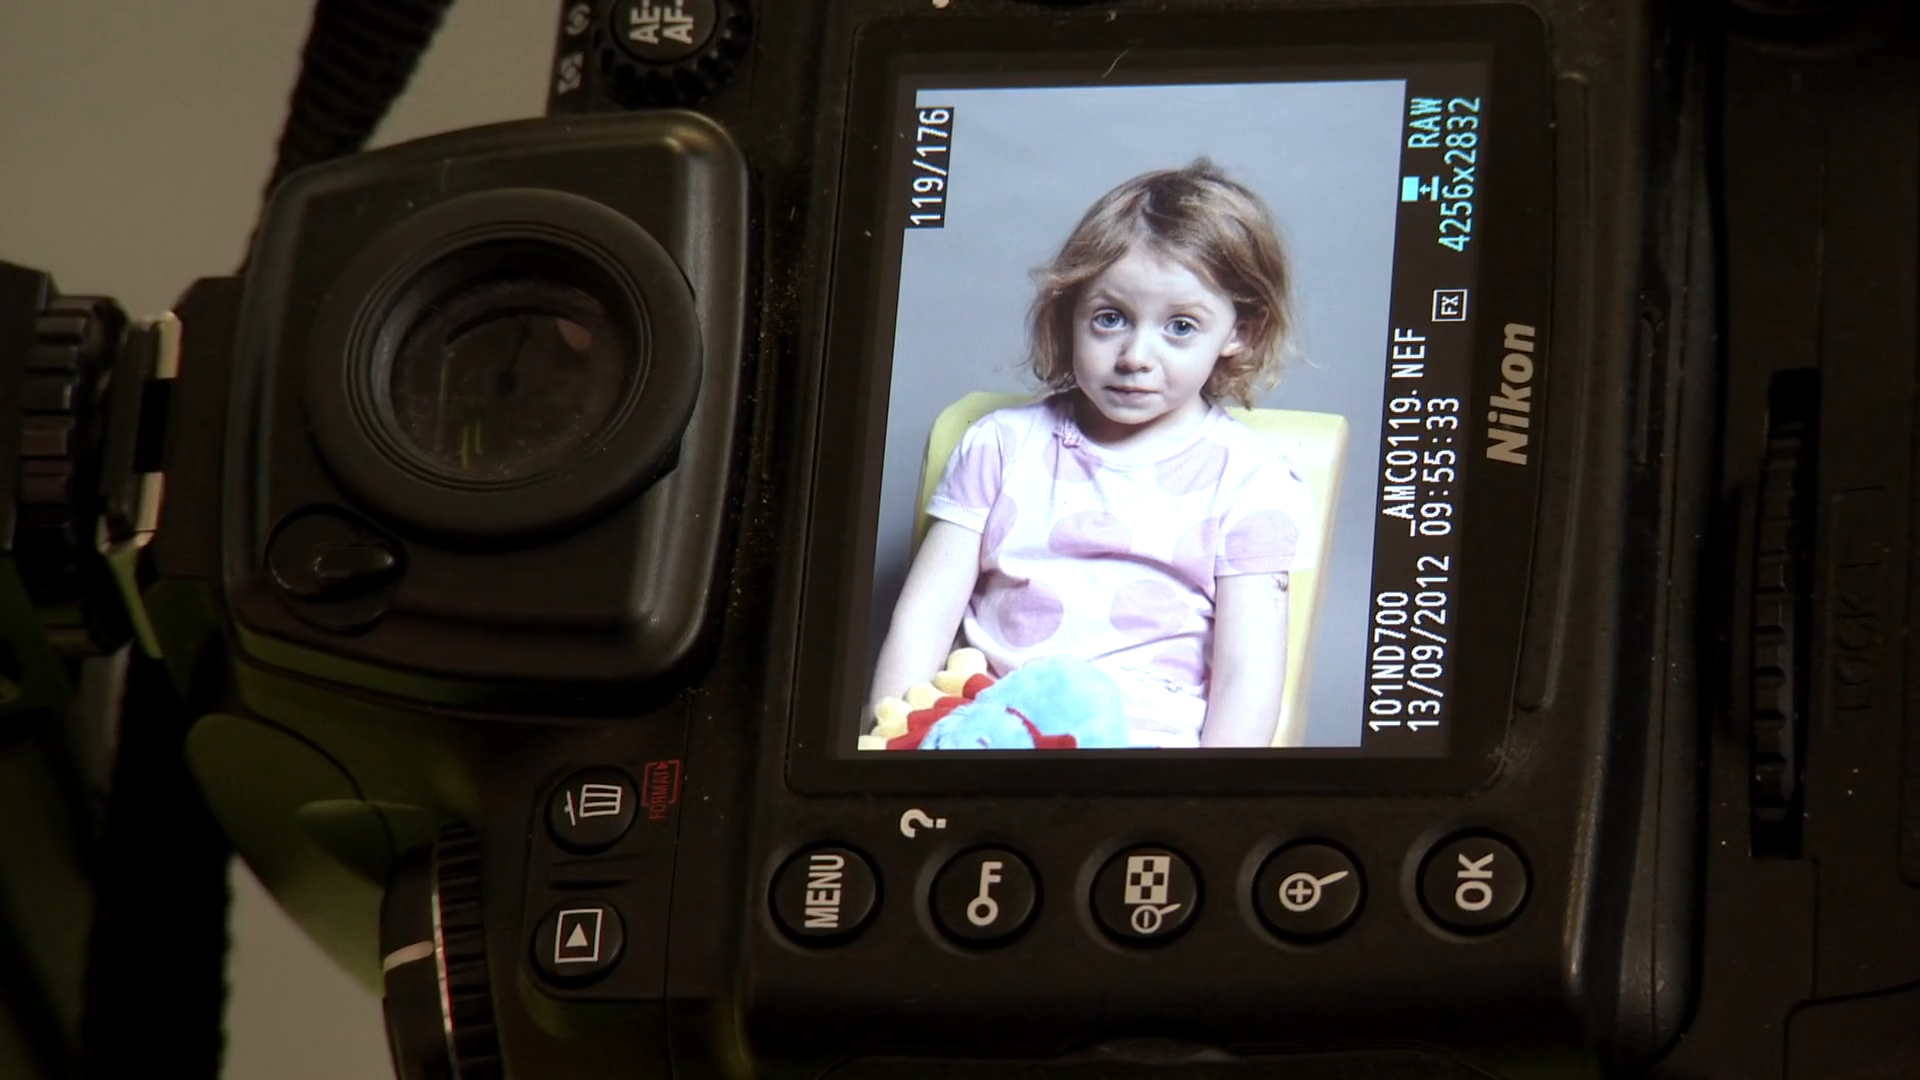 AE-
AF-
119/176
RAW
4256x2832
FX
_AMC0119.NEF
101ND700
13/09/2012 09:55:33
Nikon
FORMAT
?
MENU
OK